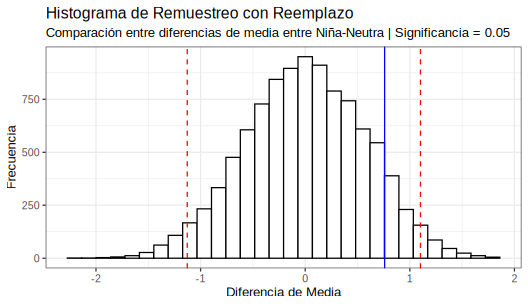 Histograma de Remuestreo con Reemplazo
Comparación entre diferencias de media entre Niña-Neutra | Significancia = 0.05
Frecuencia
750
500
250
0
-2 -1 0 1 2
Diferencia de Media